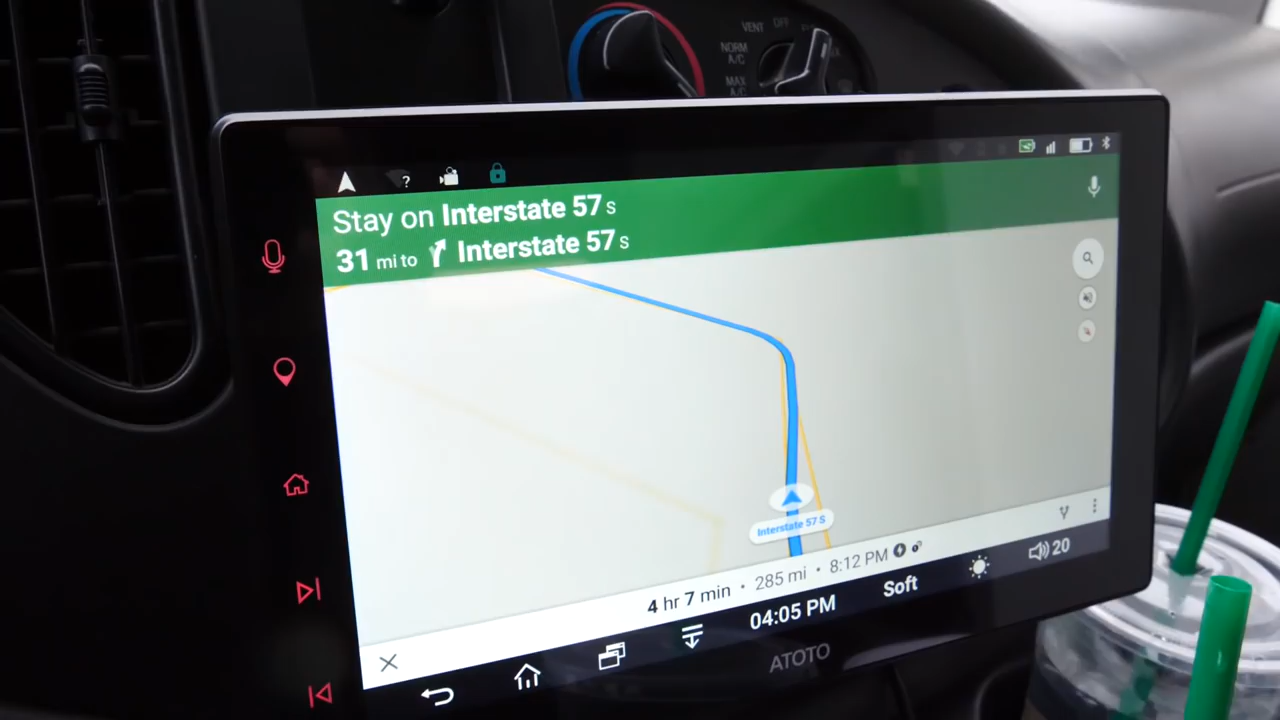 VENT OFF
NORM A/C
MAX A/C
?
Stay on Interstate 57 S
31 mi to Interstate 57 S
Interstate 57 S
4 hr 7 min · 285 mi · 8:12 PM
04:05 PM
Soft
20
ATOTO